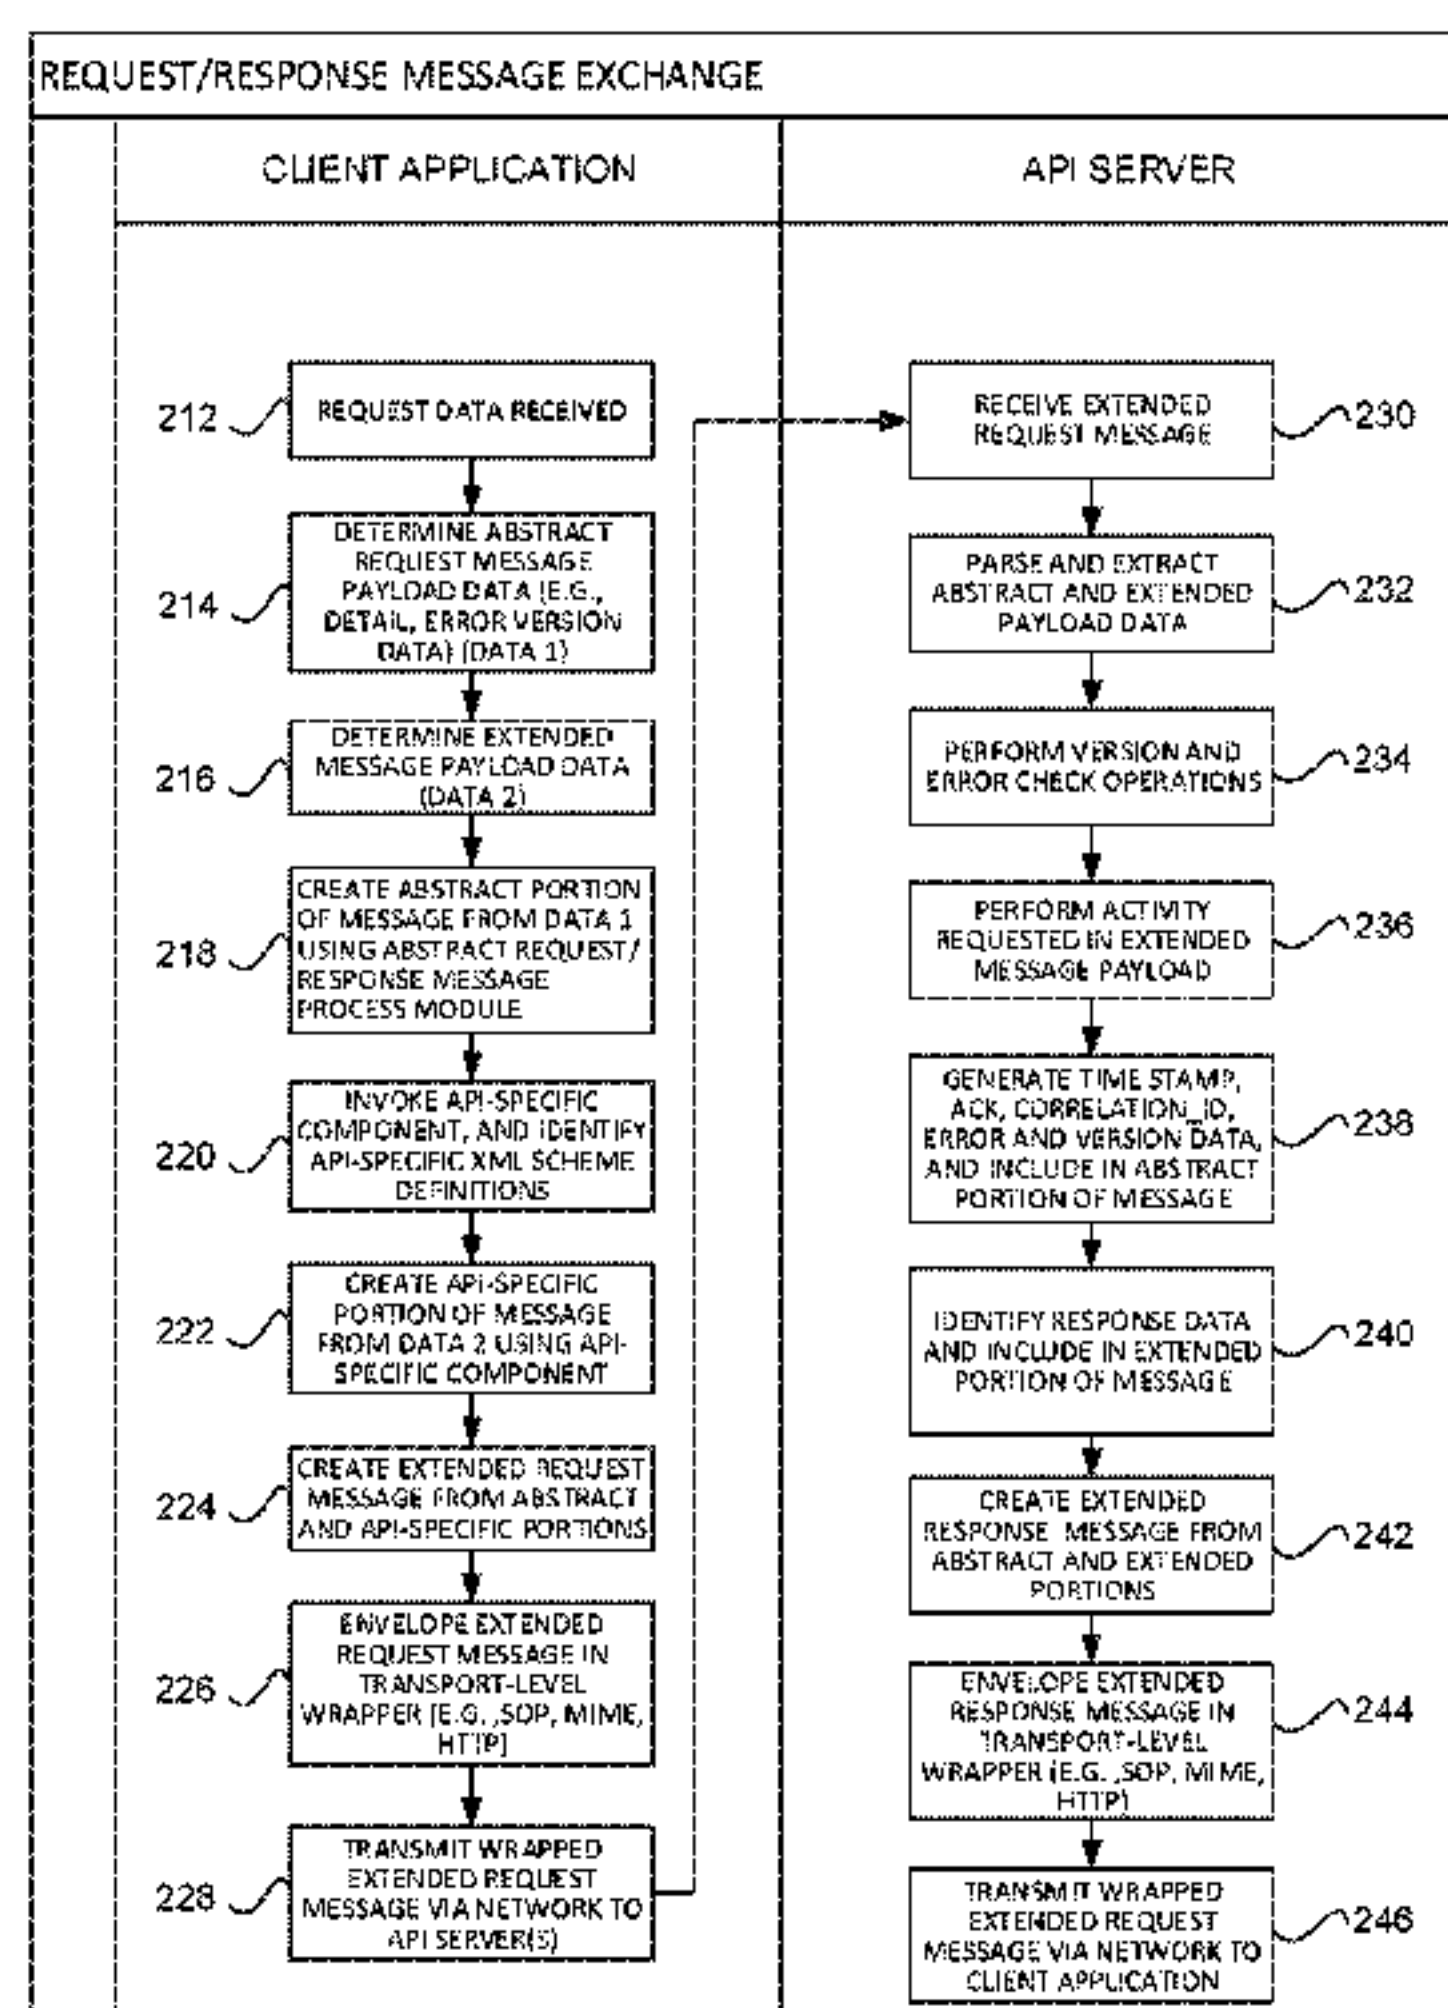 REQUEST/RESPONSE MESSAGE EXCHANGE
CLIENT APPLICATION
212
REQUEST DATA RECEIVED
214
DETERMINE ABSTRACT
REQUEST MESSAGE
PAYLOAD DATA (E.G.,
DETAIL, ERROR VERSION
DATA) (DATA 1)
216
DETERMINE EXTENDED
MESSAGE PAYLOAD DATA
(DATA 2)
218
CREATE ABSTRACT PORTION
OF MESSAGE FROM DATA 1
USING ABSTRACT REQUEST/
RESPONSE MESSAGE
PROCESS MODULE
220
INVOKE API-SPECIFIC
COMPONENT, AND IDENTIFY
API-SPECIFIC XML SCHEME
DEFINITIONS
222
CREATE API-SPECIFIC
PORTION OF MESSAGE
FROM DATA 2 USING API-
SPECIFIC COMPONENT
224
CREATE EXTENDED REQUEST
MESSAGE FROM ABSTRACT
AND API-SPECIFIC PORTIONS
226
ENVELOPE EXTENDED
REQUEST MESSAGE IN
TRANSPORT-LEVEL
WRAPPER (E.G. ,SOP, MIME,
HTTP)
228
TRANSMIT WRAPPED
EXTENDED REQUEST
MESSAGE VIA NETWORK TO
API SERVER(S)
API SERVER
RECEIVE EXTENDED
REQUEST MESSAGE
230
PARSE AND EXTRACT
ABSTRACT AND EXTENDED
PAYLOAD DATA
232
PERFORM VERSION AND
ERROR CHECK OPERATIONS
234
PERFORM ACTIVITY
REQUESTED IN EXTENDED
MESSAGE PAYLOAD
236
GENERATE TIME STAMP,
ACK, CORRELATION_ID,
ERROR AND VERSION DATA,
AND INCLUDE IN ABSTRACT
PORTION OF MESSAGE
238
IDENTIFY RESPONSE DATA
AND INCLUDE IN EXTENDED
PORTION OF MESSAGE
240
CREATE EXTENDED
RESPONSE MESSAGE FROM
ABSTRACT AND EXTENDED
PORTIONS
242
ENVELOPE EXTENDED
RESPONSE MESSAGE IN
TRANSPORT-LEVEL
WRAPPER (E.G. ,SOP, MIME,
HTTP)
244
TRANSMIT WRAPPED
EXTENDED REQUEST
MESSAGE VIA NETWORK TO
CLIENT APPLICATION
246